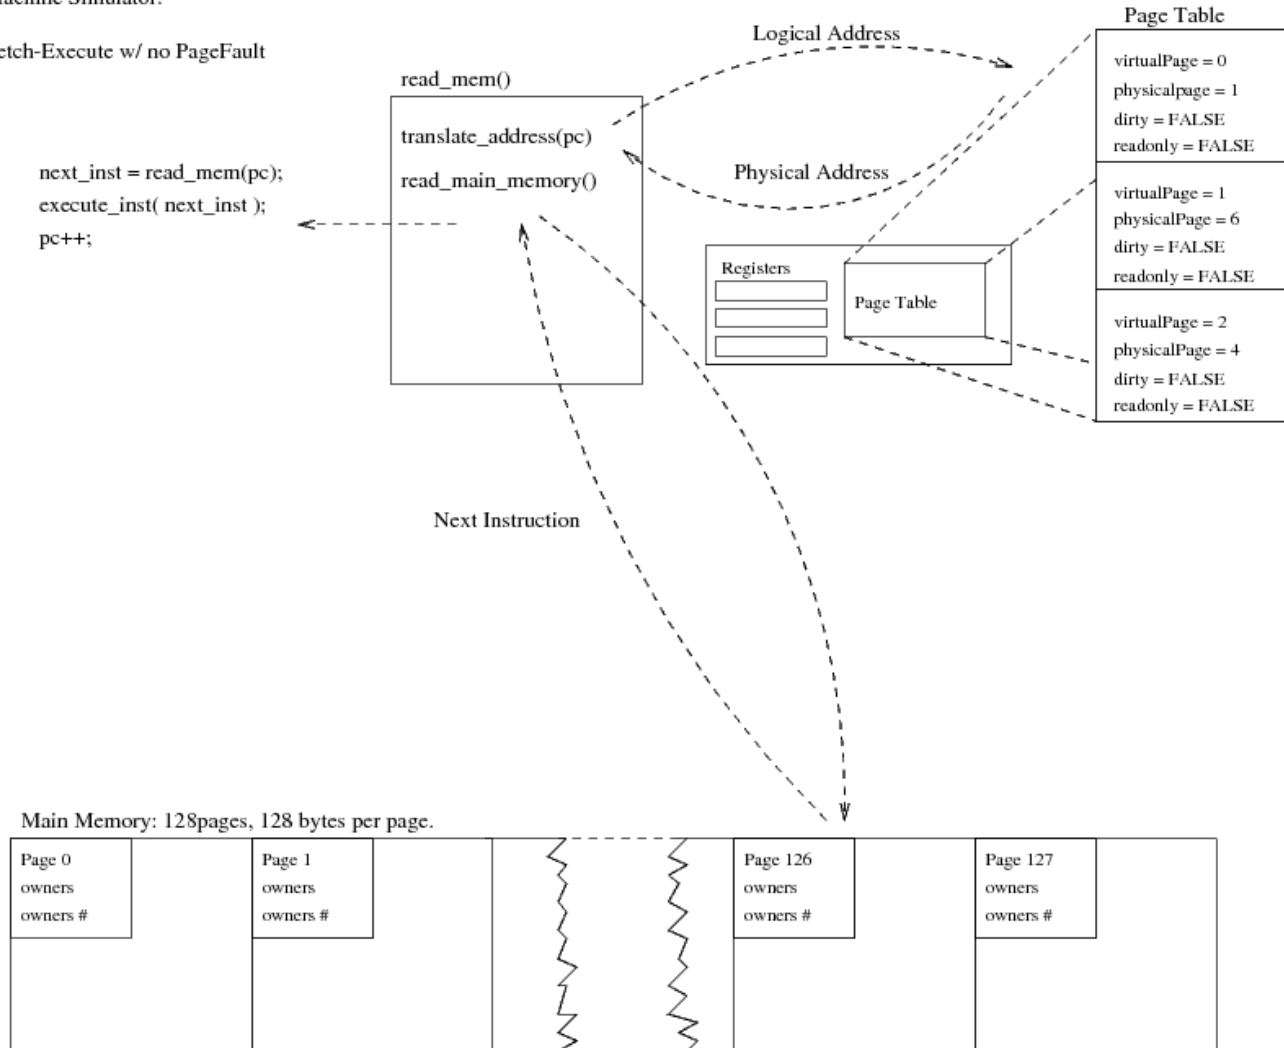 Machine Simulator.
etch-Execute w/ no PageFault
read_mem()
translate_address(pc)
read_main_memory()
next_inst = read_mem(pc);
execute_inst( next_inst );
pc++;
Logical Address
Physical Address
Registers
Page Table
Page Table
virtualPage = 0
physicalpage = 1
dirty = FALSE
readonly = FALSE
virtualPage = 1
physicalPage = 6
dirty = FALSE
readonly = FALSE
virtualPage = 2
physicalPage = 4
dirty = FALSE
readonly = FALSE
Next Instruction
Main Memory: 128pages, 128 bytes per page.
Page 0
owners
owners #
Page 1
owners
owners #
Page 126
owners
owners #
Page 127
owners
owners #